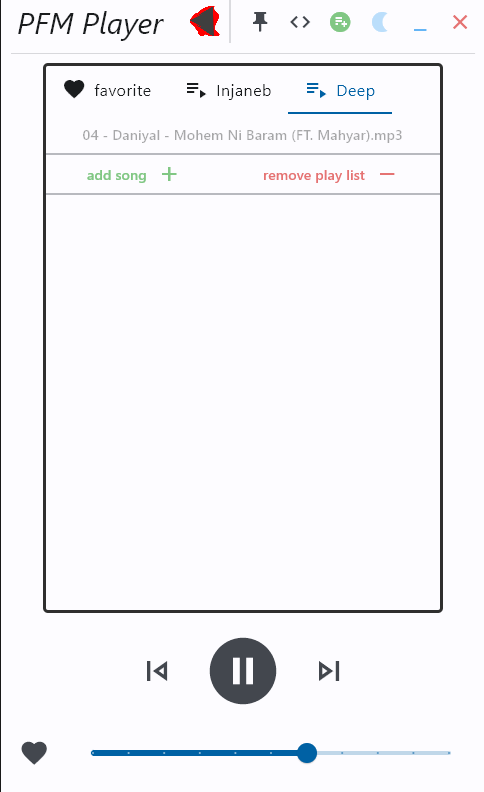 PFM Player
favorite
Injaneb
Deep
04 - Daniyal - Mohem Ni Baram (FT. Mahyar).mp3
add song
remove play list